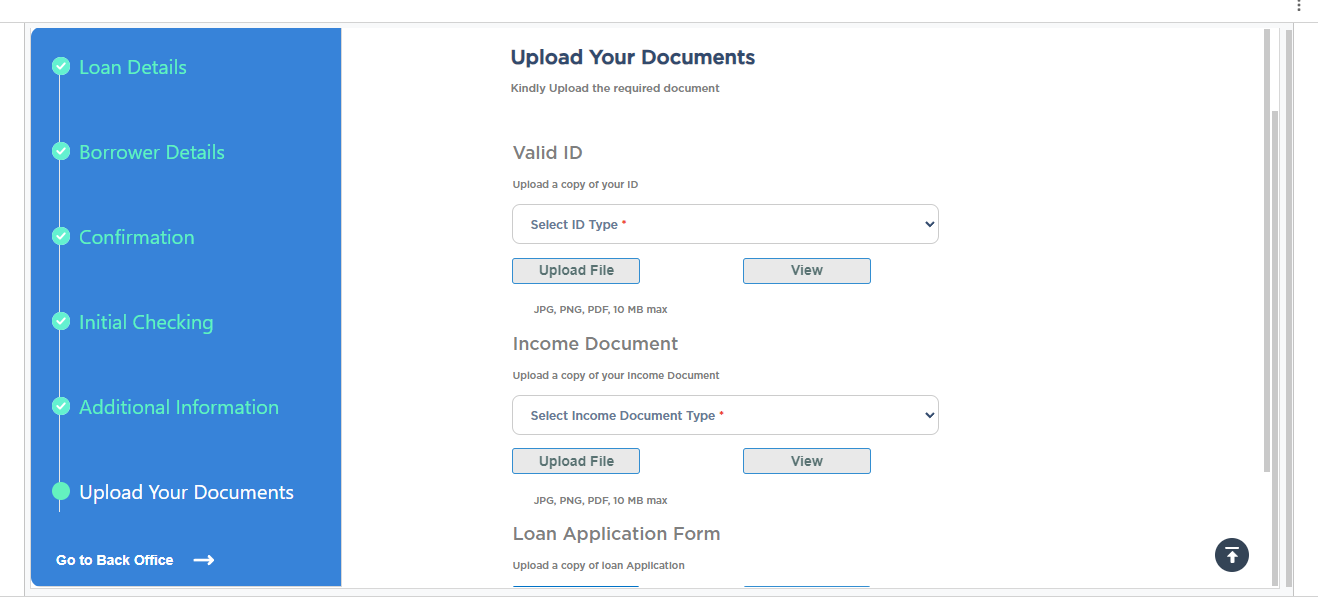 Loan Details
Borrower Details
Confirmation
Initial Checking
Additional Information
Upload Your Documents
Go to Back Office
Upload Your Documents
Kindly Upload the required document
Valid ID
Upload a copy of your ID
Select ID Type *
Upload File View
JPG, PNG, PDF, 10 MB max
Income Document
Upload a copy of your Income Document
Select Income Document Type *
Upload File View
JPG, PNG, PDF, 10 MB max
Loan Application Form
Upload a copy of loan Application